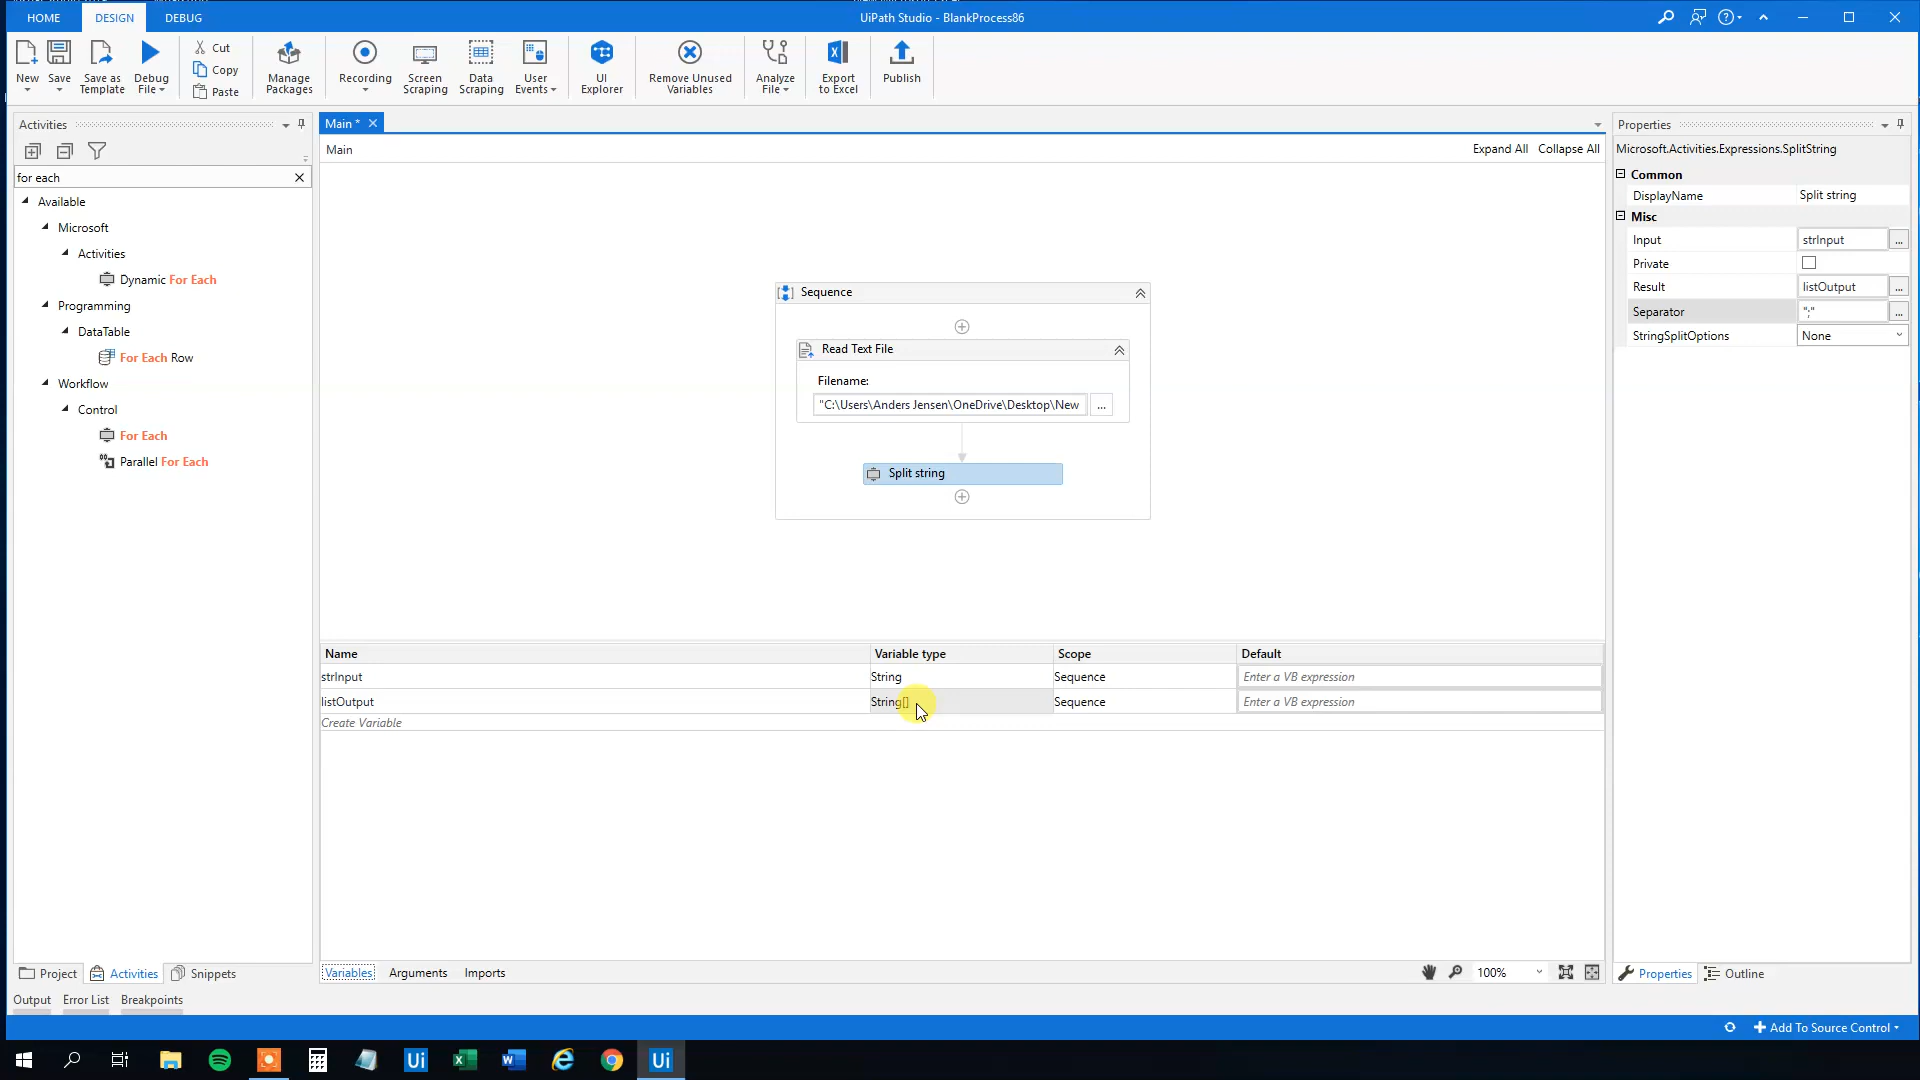 HOME DESIGN DEBUG UiPath Studio - BlankProcess86
New Save Save as Template Debug File Cut Copy Paste Manage Packages Recording Screen Scraping Data Scraping User Events UI Explorer Remove Unused Variables Analyze File Export to Excel Publish
Activities
for each
Available
Microsoft
Activities
Dynamic For Each
Programming
DataTable
For Each Row
Workflow
Control
For Each
Parallel For Each
Project Activities Snippets
Main *
Main Expand All Collapse All
Sequence
Read Text File
Filename:
"C:\Users\Anders Jensen\OneDrive\Desktop\New ...
Split string
Name Variable type Scope Default
strInput String Sequence Enter a VB expression
listOutput String[] Sequence Enter a VB expression
Create Variable
Variables Arguments Imports 100%
Properties
Microsoft.Activities.Expressions.SplitString
Common
DisplayName Split string
Misc
Input strInput ...
Private
Result listOutput ...
Separator ";" ...
StringSplitOptions None
Properties Outline
Output Error List Breakpoints
Add To Source Control
Ui Ui